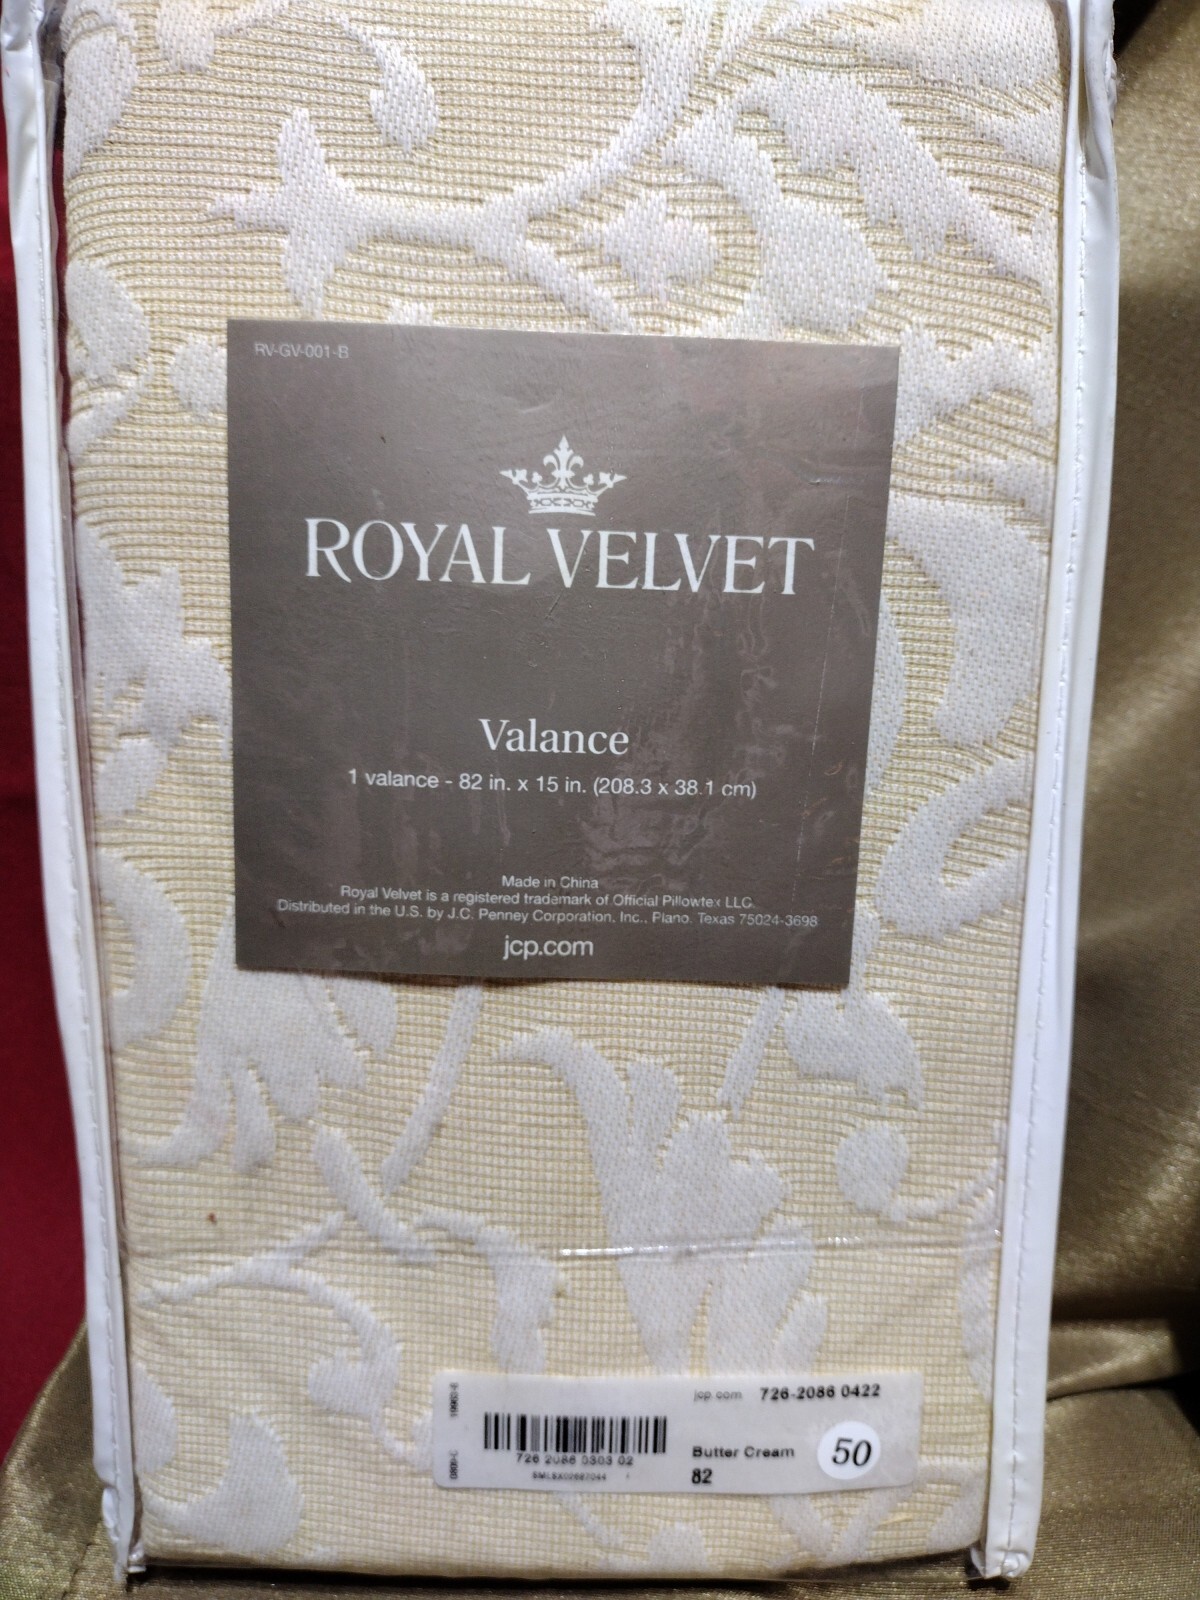 RV-GV-001-B
ROYAL VELVET
Valance
1 valance - 82 in. x 15 in. (208.3 x 38.1 cm)
Made in China
Royal Velvet is a registered trademark of Official Pillowtex LLC.
Distributed in the U.S. by J.C. Penney Corporation, Inc., Plano, Texas 75024-3698
jcp.com
jcp.com 726-2086 0422
726 2086 0303 02
Butter Cream
82
50